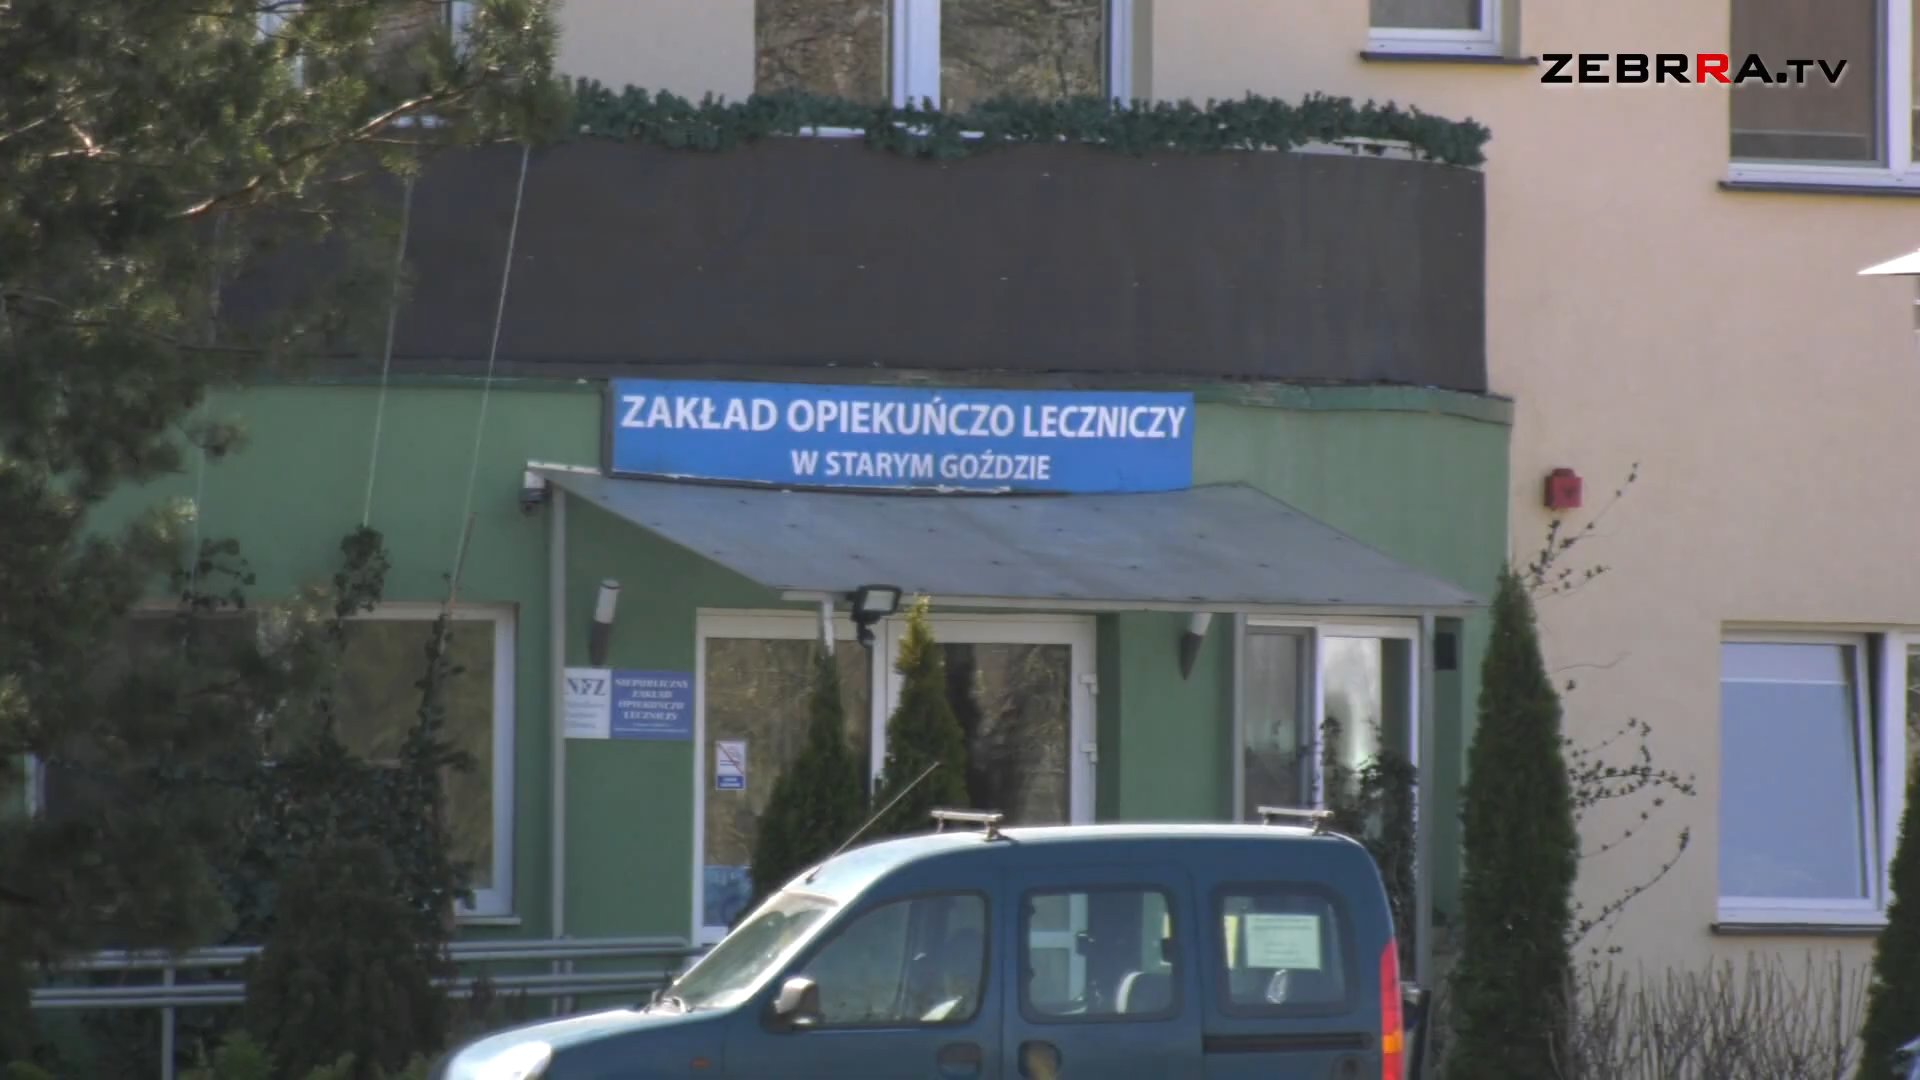 ZEBRRA.TV
ZAKŁAD OPIEKUŃCZO LECZNICZY
W STARYM GOŹDZIE
NFZ
NIEPUBLICZNY
ZAKŁAD
OPIEKUŃCZO
LECZNICZY